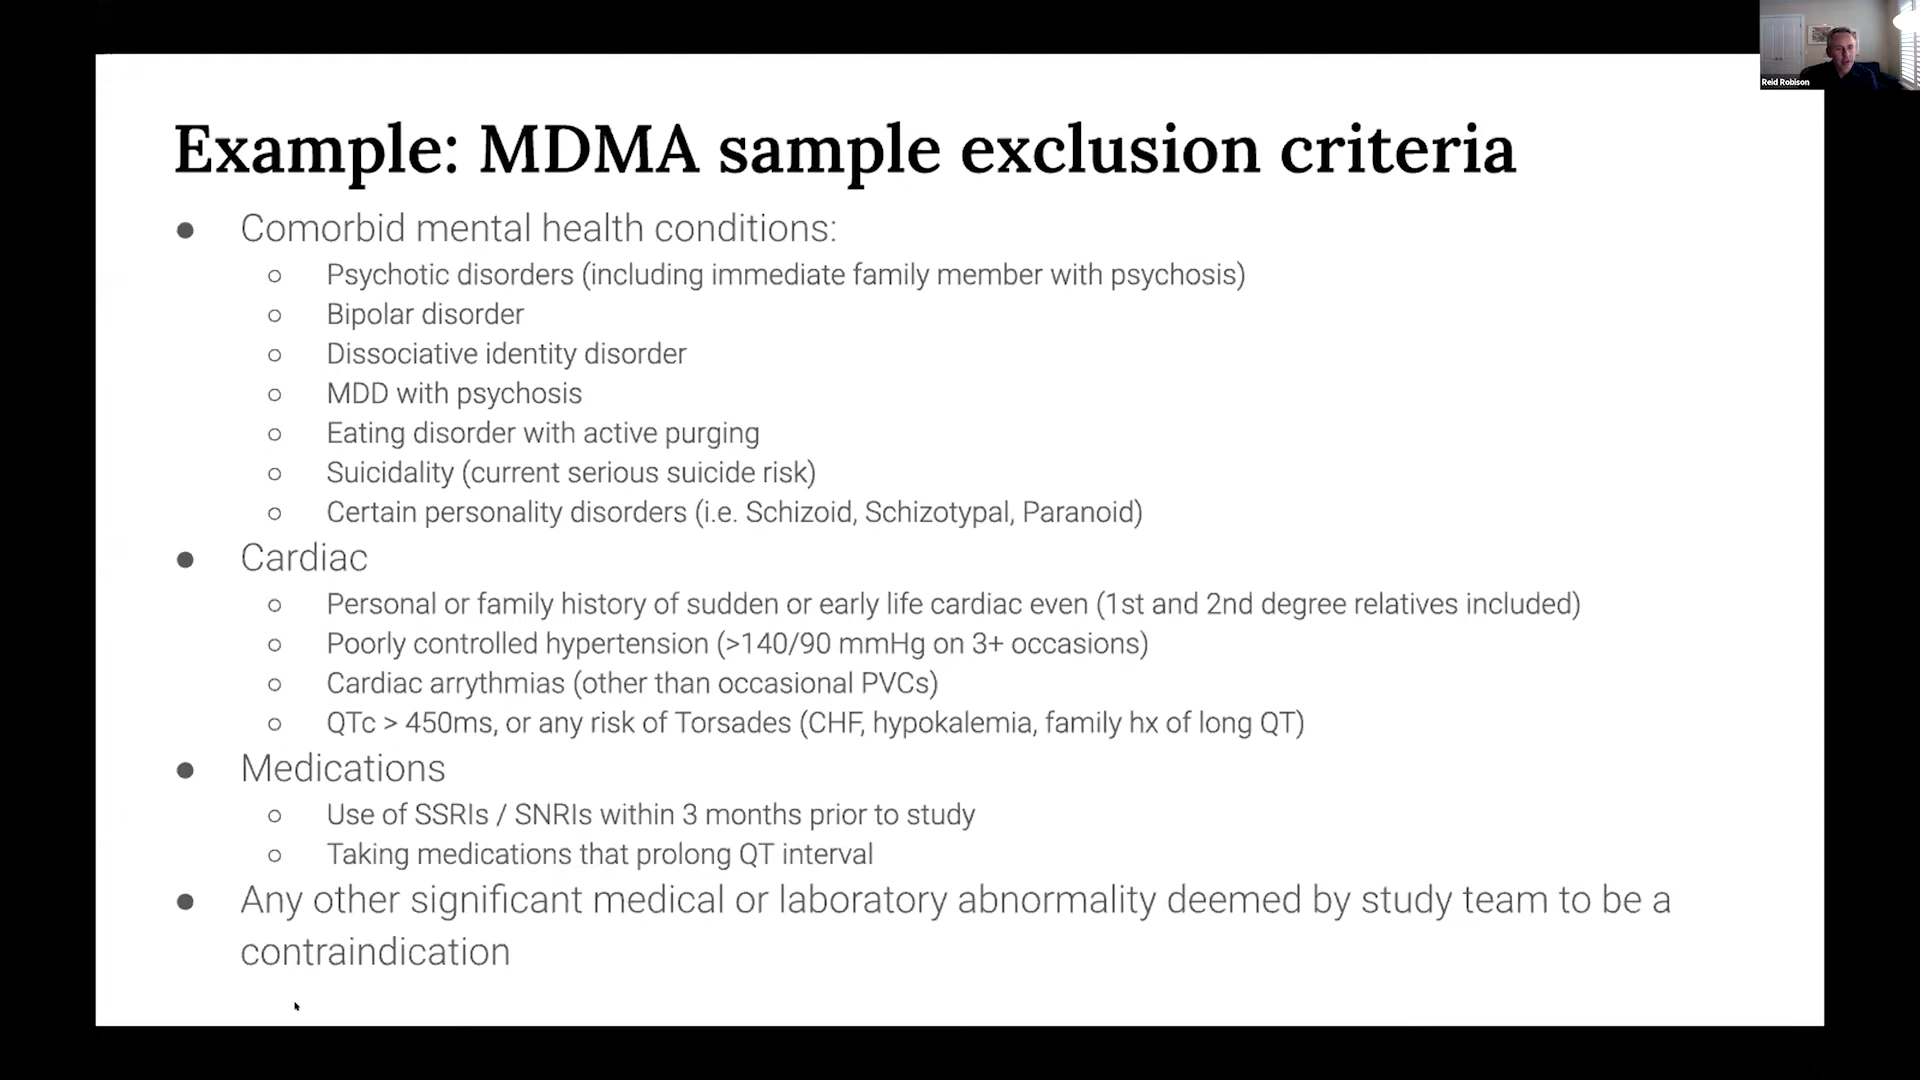 Reid Robison
Example: MDMA sample exclusion criteria
● Comorbid mental health conditions:
○ Psychotic disorders (including immediate family member with psychosis)
○ Bipolar disorder
○ Dissociative identity disorder
○ MDD with psychosis
○ Eating disorder with active purging
○ Suicidality (current serious suicide risk)
○ Certain personality disorders (i.e. Schizoid, Schizotypal, Paranoid)
● Cardiac
○ Personal or family history of sudden or early life cardiac even (1st and 2nd degree relatives included)
○ Poorly controlled hypertension (>140/90 mmHg on 3+ occasions)
○ Cardiac arrythmias (other than occasional PVCs)
○ QTc > 450ms, or any risk of Torsades (CHF, hypokalemia, family hx of long QT)
● Medications
○ Use of SSRIs / SNRIs within 3 months prior to study
○ Taking medications that prolong QT interval
● Any other significant medical or laboratory abnormality deemed by study team to be a
contraindication